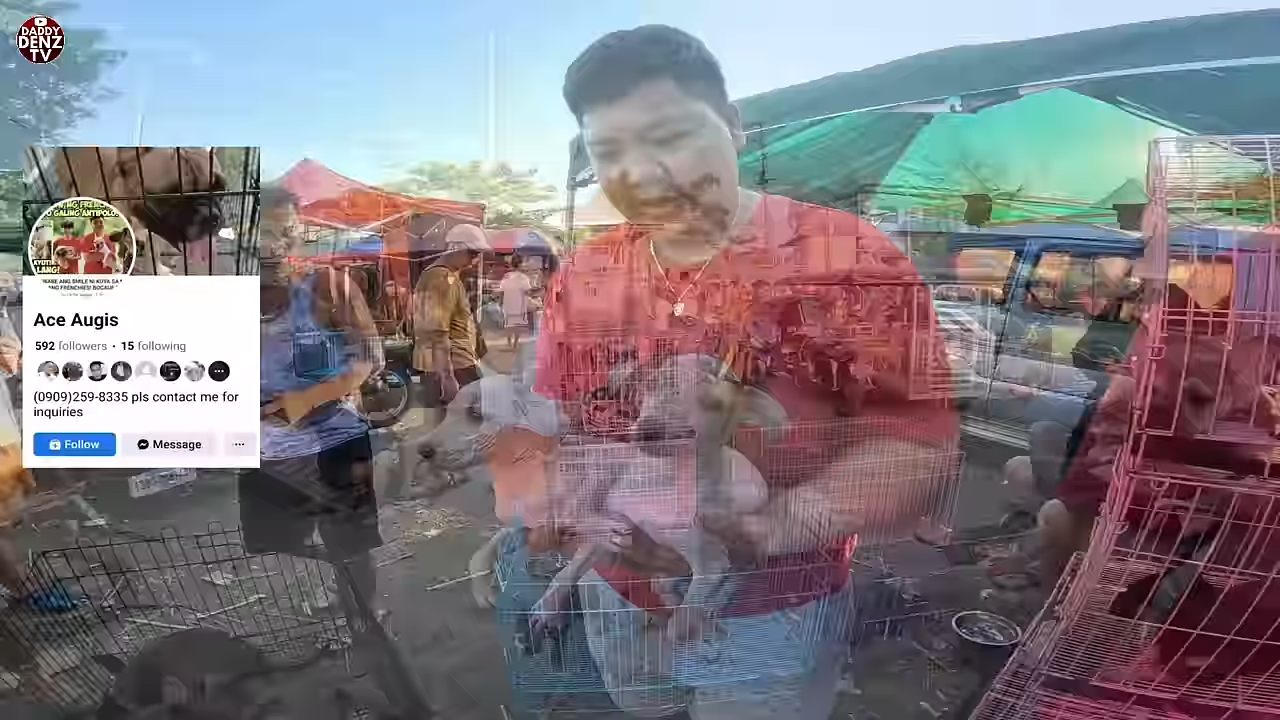 DADDY
DENZ
TV
Ace Augis
592 followers • 15 following
(0909)259-8335 pls contact me for
inquiries
Follow
Message
LANG!